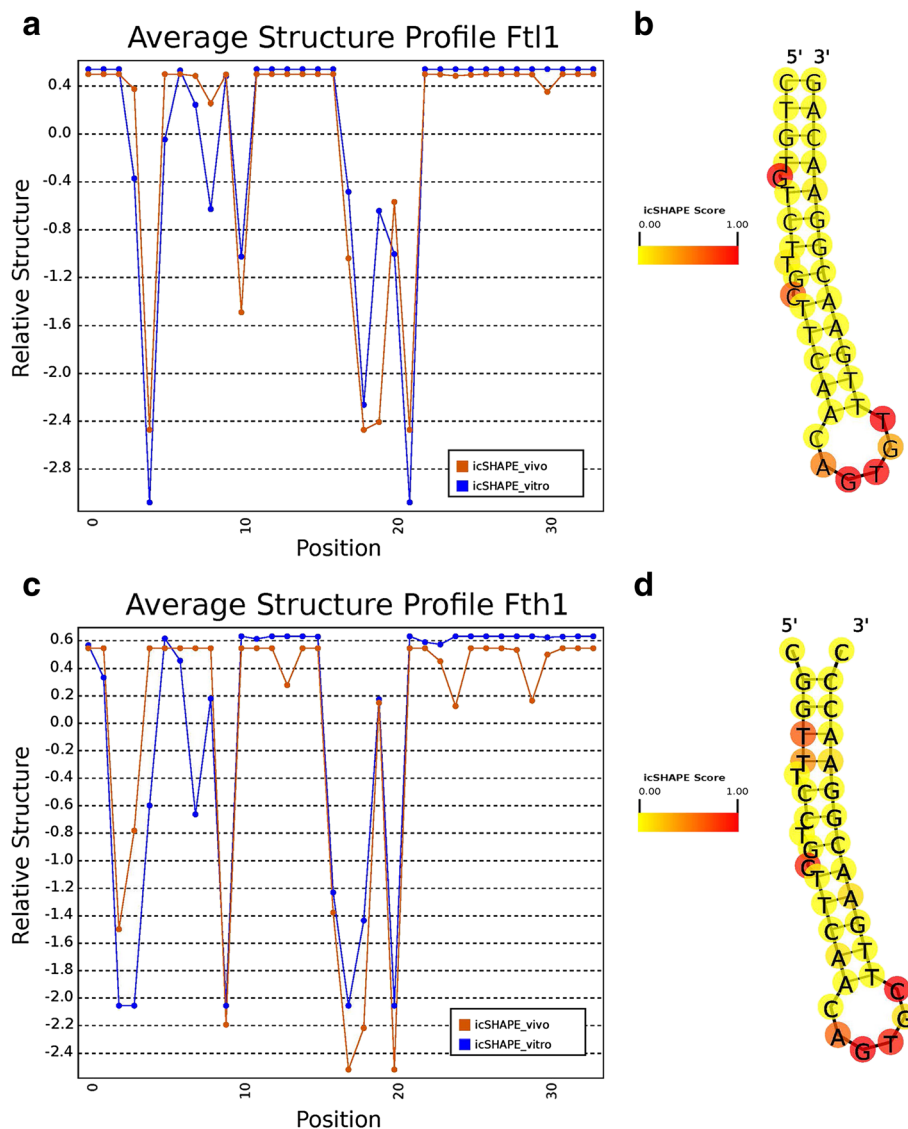 a
Average Structure Profile Ftl1
Relative Structure
0.4
0.0
-0.4
-0.8
-1.2
-1.6
-2.0
-2.4
-2.8
icSHAPE_vivo
icSHAPE_vitro
0 10 20 30
Position
b
5' 3'
C G
T A
G C
T A
G
T A
C G
T G
T
G C
C
T A
T A
C G
A T
A T
C T
A G
G T
icSHAPE Score
0.00 1.00
c
Average Structure Profile Fth1
Relative Structure
0.6
0.4
0.2
0.0
-0.2
-0.4
-0.6
-0.8
-1.0
-1.2
-1.4
-1.6
-1.8
-2.0
-2.2
-2.4
icSHAPE_vivo
icSHAPE_vitro
0 10 20 30
Position
d
5' 3'
C C
G C
G C
T A
T A
T
C G
C G
T
G C
C
T A
T A
C G
A T
A T
C C
A G
G T
icSHAPE Score
0.00 1.00